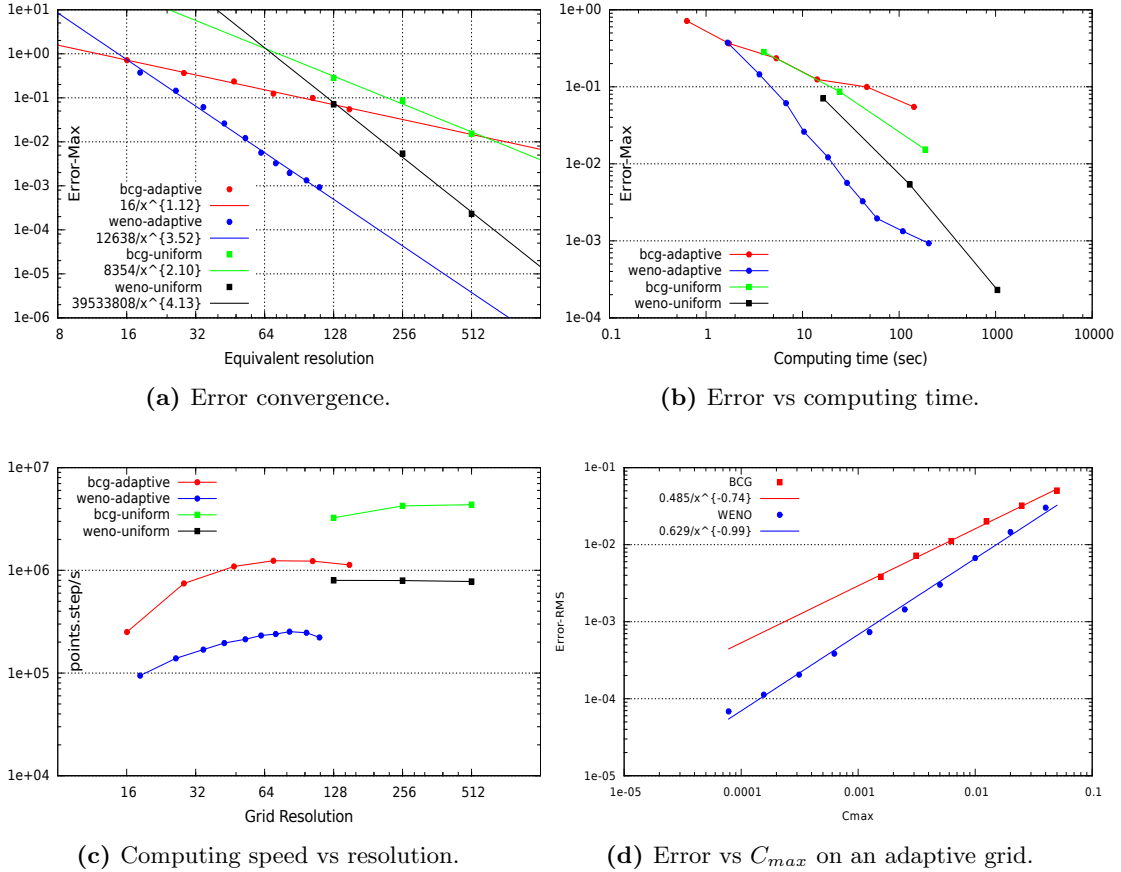 1e+01
1e+00
1e-01
1e-02
1e-03
1e-04
1e-05
1e-06
Error-Max
bcg-adaptive
16/x^{1.12}
weno-adaptive
12638/x^{3.52}
bcg-uniform
8354/x^{2.10}
weno-uniform
39533808/x^{4.13}
8 16 32 64 128 256 512
Equivalent resolution
(a) Error convergence.
1e+00
1e-01
1e-02
1e-03
1e-04
Error-Max
bcg-adaptive
weno-adaptive
bcg-uniform
weno-uniform
0.1 1 10 100 1000 10000
Computing time (sec)
(b) Error vs computing time.
1e+07
1e+06
1e+05
1e+04
points.step/s
bcg-adaptive
weno-adaptive
bcg-uniform
weno-uniform
16 32 64 128 256 512
Grid Resolution
(c) Computing speed vs resolution.
1e-01
1e-02
1e-03
1e-04
1e-05
Error-RMS
BCG
0.485/x^{-0.74}
WENO
0.629/x^{-0.99}
1e-05 0.0001 0.001 0.01 0.1
Cmax
(d) Error vs C_{max} on an adaptive grid.